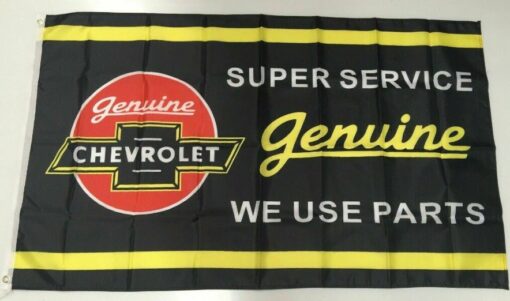 genuine
CHEVROLET
SUPER SERVICE
genuine
WE USE PARTS